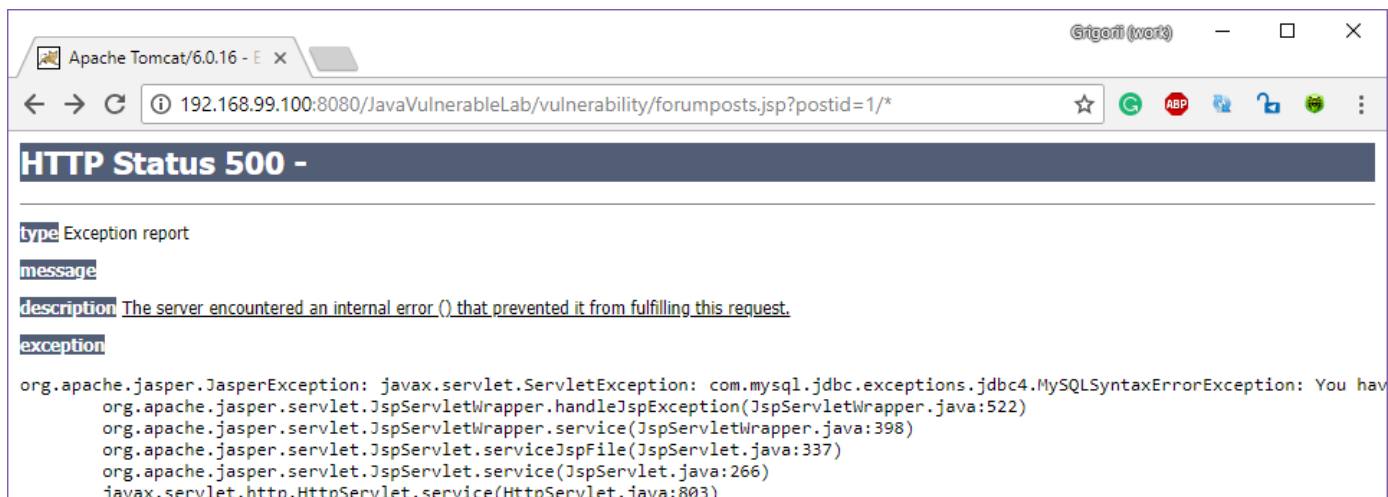 Grigorii (work)
Apache Tomcat/6.0.16 - E
192.168.99.100:8080/JavaVulnerableLab/vulnerability/forumposts.jsp?postid=1/*
ABP
HTTP Status 500 -
type Exception report
message
description The server encountered an internal error () that prevented it from fulfilling this request.
exception
org.apache.jasper.JasperException: javax.servlet.ServletException: com.mysql.jdbc.exceptions.jdbc4.MySQLSyntaxErrorException: You hav
org.apache.jasper.servlet.JspServletWrapper.handleJspException(JspServletWrapper.java:522)
org.apache.jasper.servlet.JspServletWrapper.service(JspServletWrapper.java:398)
org.apache.jasper.servlet.JspServlet.serviceJspFile(JspServlet.java:337)
org.apache.jasper.servlet.JspServlet.service(JspServlet.java:266)
javax.servlet.http.HttpServlet.service(HttpServlet.java:803)